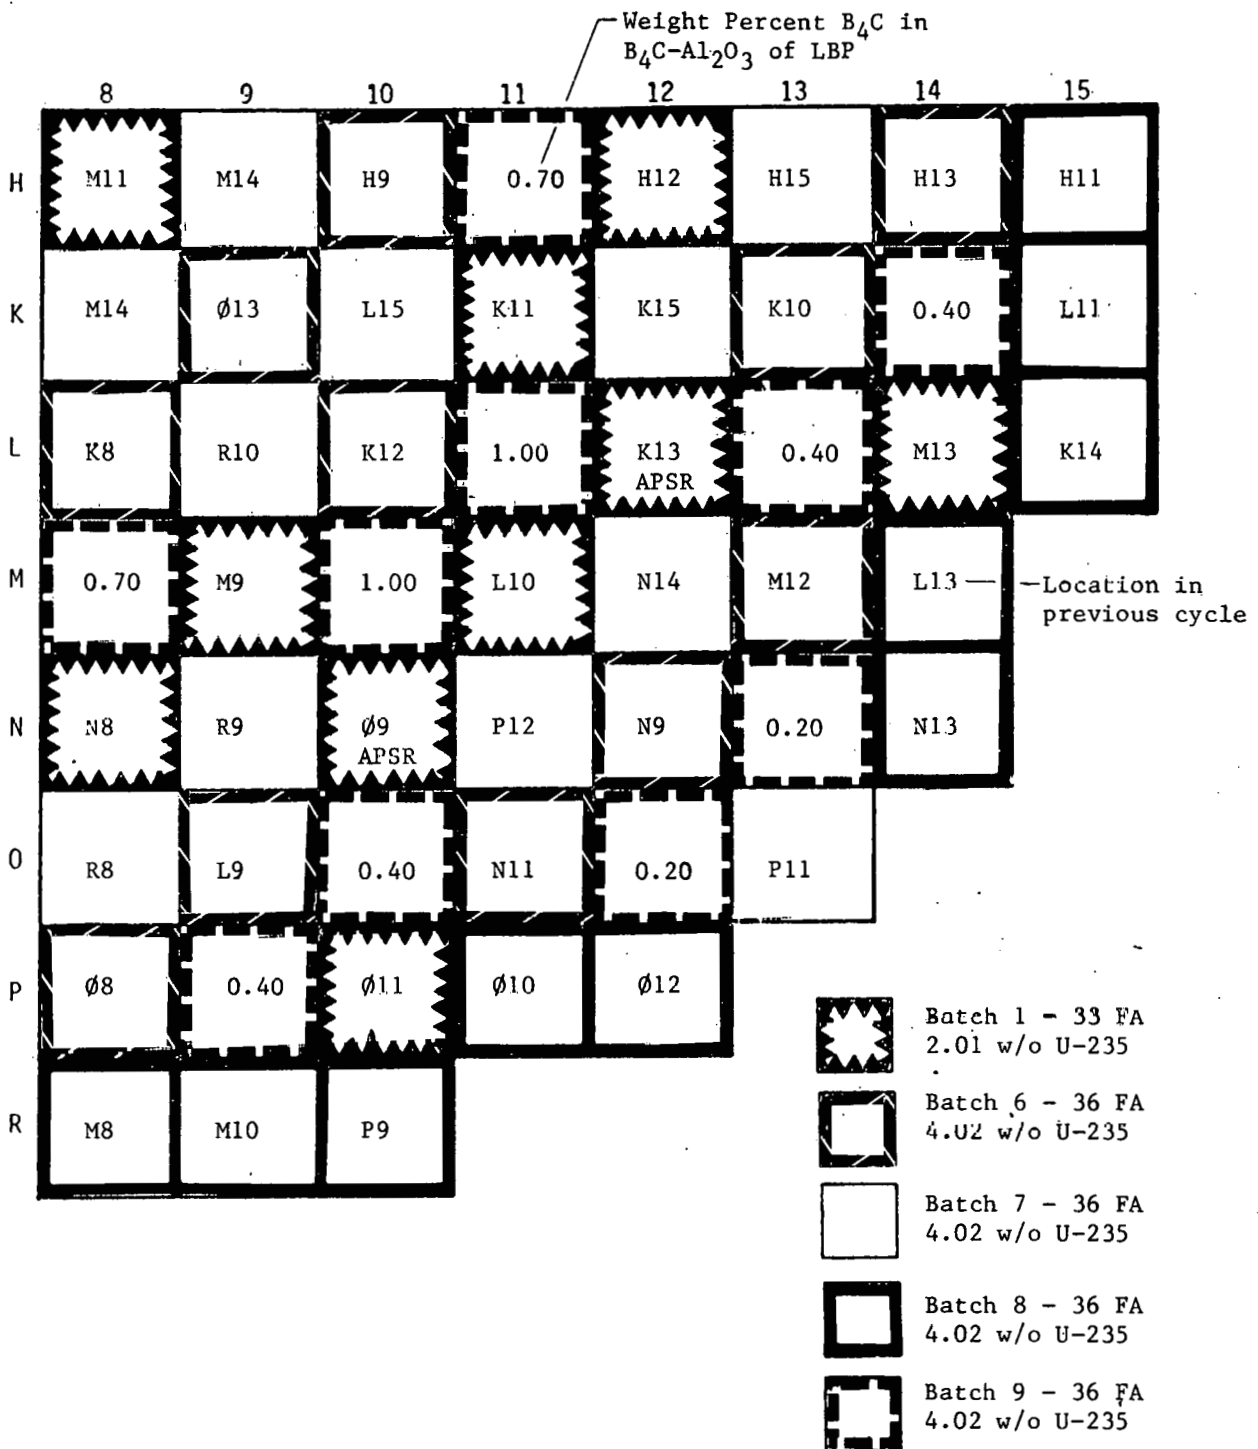 Weight Percent B4C in
B4C-Al2O3 of LBP
8 9 10 11 12 13 14 15
H M11 M14 H9 0.70 H12 H15 H13 H11
K M14 Ø13 L15 K11 K15 K10 0.40 L11
L K8 R10 K12 1.00 K13 0.40 M13 K14
APSR
M 0.70 M9 1.00 L10 N14 M12 L13
Location in
previous cycle
N N8 R9 Ø9 P12 N9 0.20 N13
APSR
O R8 L9 0.40 N11 0.20 P11
P Ø8 0.40 Ø11 Ø10 Ø12
R M8 M10 P9
Batch 1 - 33 FA
2.01 w/o U-235
Batch 6 - 36 FA
4.02 w/o U-235
Batch 7 - 36 FA
4.02 w/o U-235
Batch 8 - 36 FA
4.02 w/o U-235
Batch 9 - 36 FA
4.02 w/o U-235